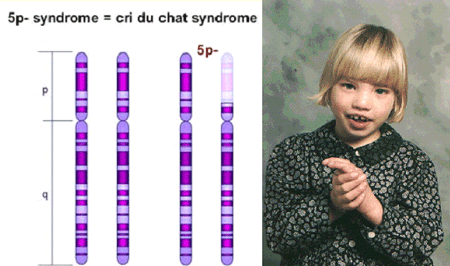 5p- syndrome = cri du chat syndrome
5p-
p
q